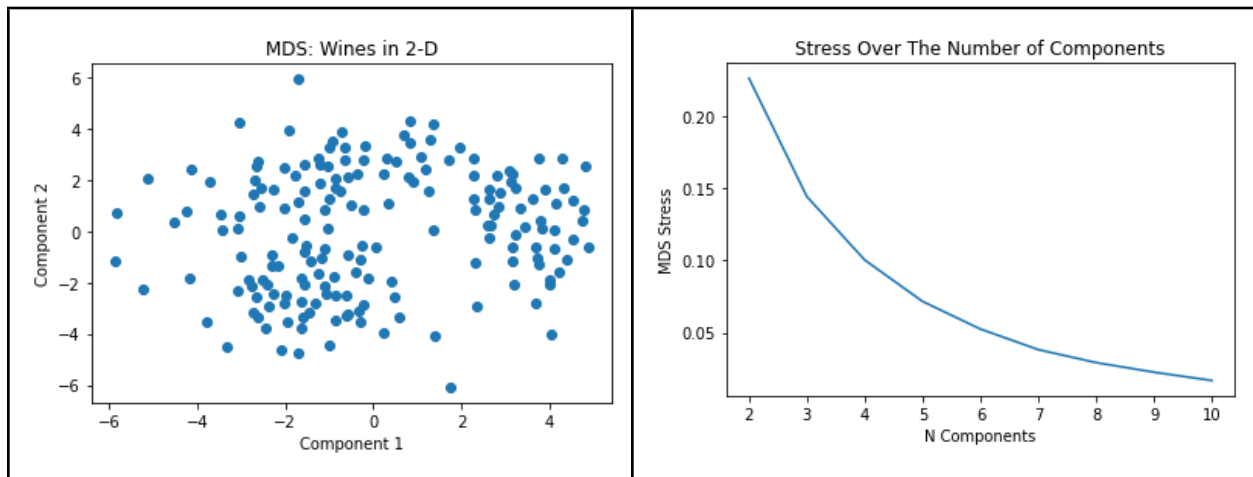 MDS: Wines in 2-D
6
4
2
0
−2
−4
−6
Component 2
−6 −4 −2 0 2 4
Component 1
Stress Over The Number of Components
0.20
0.15
0.10
0.05
MDS Stress
2 3 4 5 6 7 8 9 10
N Components